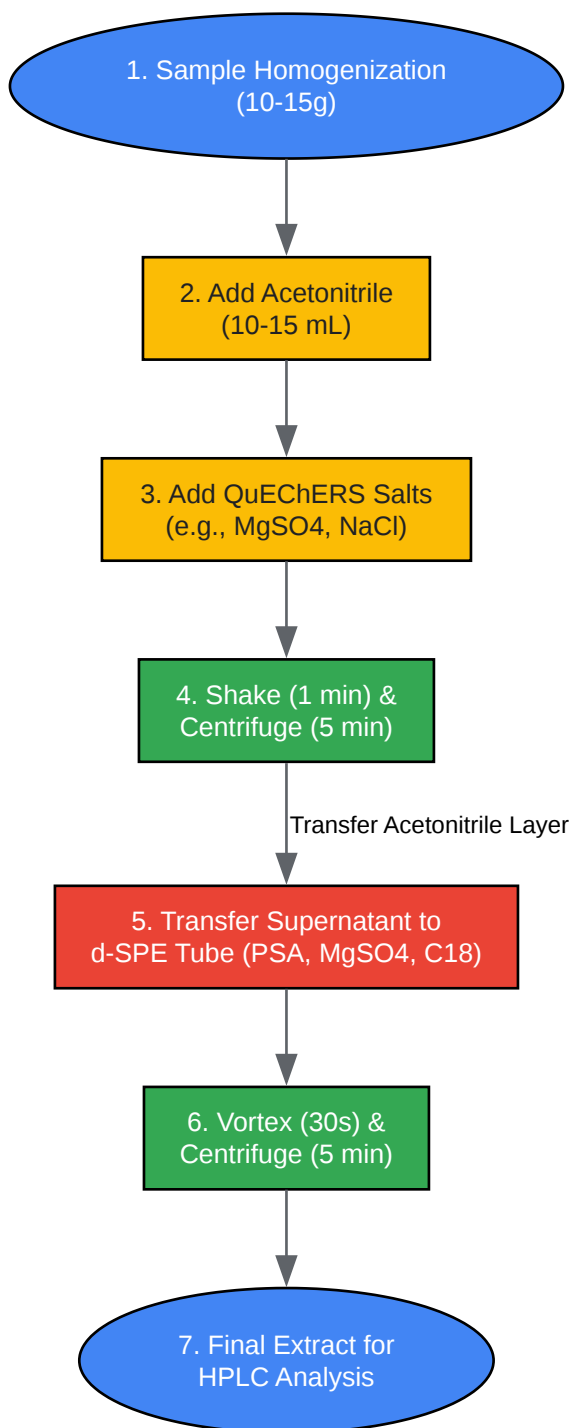 1. Sample Homogenization
(10-15g)
2. Add Acetonitrile
(10-15 mL)
3. Add QuEChERS Salts
(e.g., MgSO4, NaCl)
4. Shake (1 min) &
Centrifuge (5 min)
Transfer Acetonitrile Layer
5. Transfer Supernatant to
d-SPE Tube (PSA, MgSO4, C18)
6. Vortex (30s) &
Centrifuge (5 min)
7. Final Extract for
HPLC Analysis